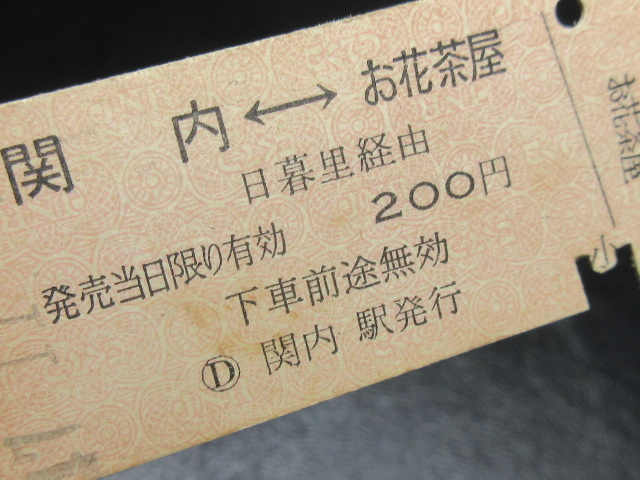 関内↔お花茶屋
日暮里経由
200円
発売当日限り有効
下車前途無効
Ⓓ 関内 駅発行
お花茶屋
小